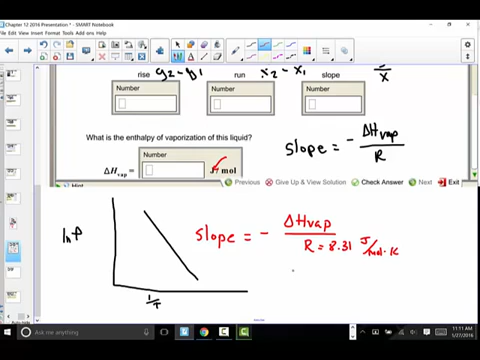 Chapter 12 2016 Presentation * - SMART Notebook
File Edit View Insert Format Tools Add-ons Help
rise y2 - y1
run x2 - x1
slope
y
x
Number
Number
Number
What is the enthalpy of vaporization of this liquid?
Number
ΔHvap = J / mol
slope = - ΔHvap
R
Previous Give Up & View Solution Check Answer Next Exit
Hint
ln P
slope = - ΔHvap
R = 8.31 J/mol·K
1/T
Ask me anything
11:11 AM
5/27/2016